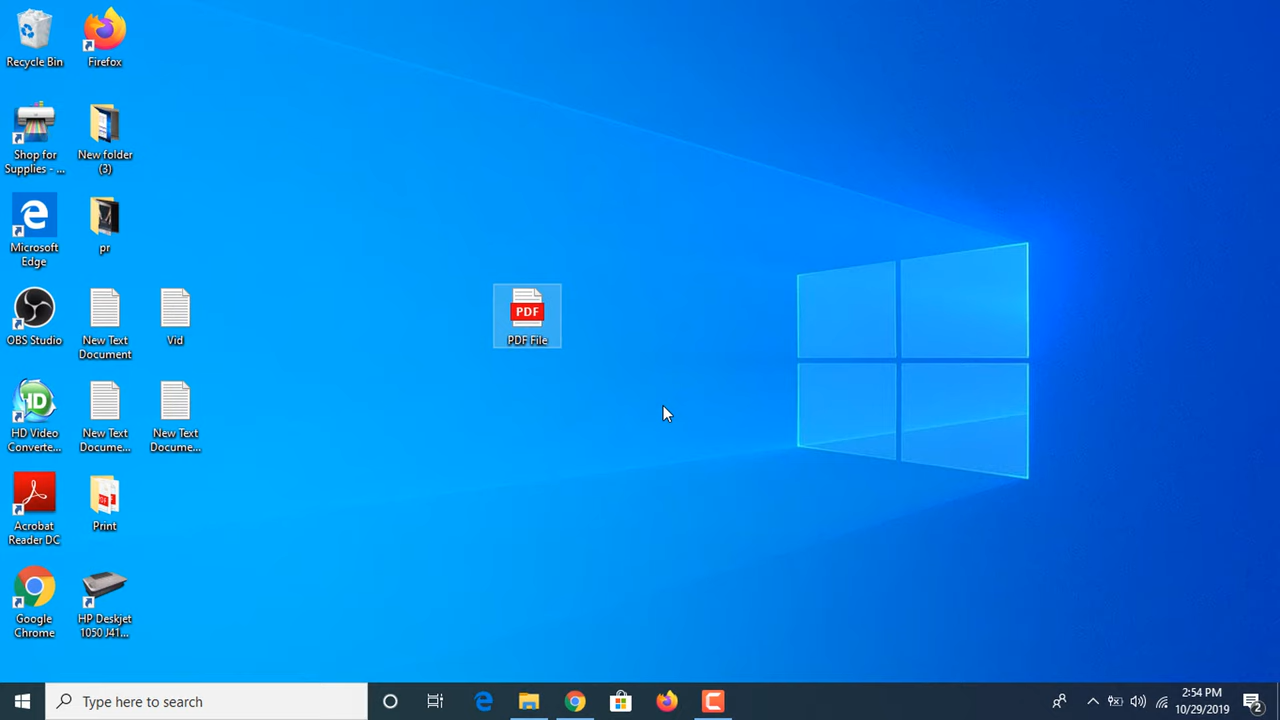 Recycle Bin
Firefox
Shop for
Supplies - ...
New folder
(3)
Microsoft
Edge
pr
OBS Studio
New Text
Document
Vid
PDF
PDF File
HD
HD Video
Converte...
New Text
Docume...
New Text
Docume...
Acrobat
Reader DC
Print
Google
Chrome
HP Deskjet
1050 J41...
Type here to search
2:54 PM
10/29/2019
2